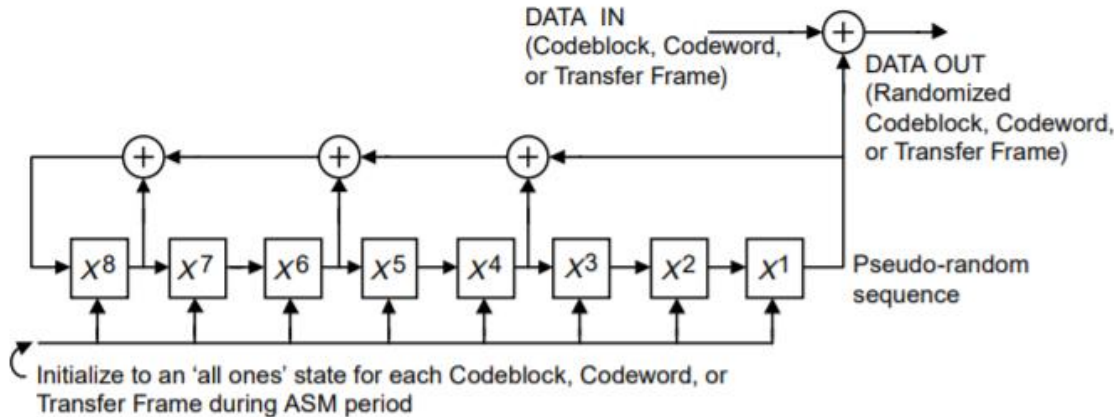 DATA IN
(Codeblock, Codeword,
or Transfer Frame)
DATA OUT
(Randomized
Codeblock, Codeword,
or Transfer Frame)
X8 X7 X6 X5 X4 X3 X2 X1
Pseudo-random
sequence
Initialize to an ‘all ones’ state for each Codeblock, Codeword, or
Transfer Frame during ASM period